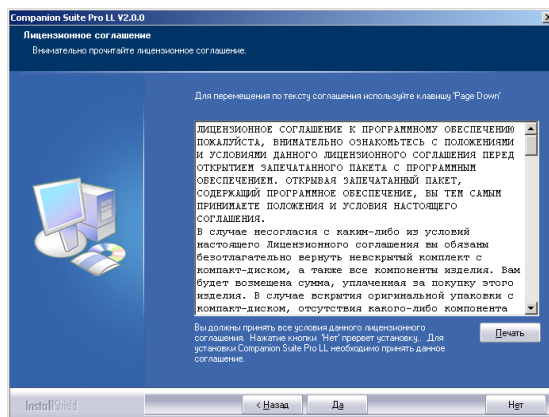 Companion Suite Pro LL V2.0.0
Лицензионное соглашение
Внимательно прочитайте лицензионное соглашение.
Для перемещения по тексту соглашения используйте клавишу 'Page Down'
ЛИЦЕНЗИОННОЕ СОГЛАШЕНИЕ К ПРОГРАММНОМУ ОБЕСПЕЧЕНИЮ
ПОЖАЛУЙСТА, ВНИМАТЕЛЬНО ОЗНАКОМЬТЕСЬ С ПОЛОЖЕНИЯМИ
И УСЛОВИЯМИ ДАННОГО ЛИЦЕНЗИОННОГО СОГЛАШЕНИЯ ПЕРЕД
ОТКРЫТИЕМ ЗАПЕЧАТАННОГО ПАКЕТА С ПРОГРАММНЫМ
ОБЕСПЕЧЕНИЕМ. ОТКРЫВАЯ ЗАПЕЧАТАННЫЙ ПАКЕТ,
СОДЕРЖАЩИЙ ПРОГРАММНОЕ ОБЕСПЕЧЕНИЕ, ВЫ ТЕМ САМЫМ
ПРИНИМАЕТЕ ПОЛОЖЕНИЯ И УСЛОВИЯ НАСТОЯЩЕГО
СОГЛАШЕНИЯ.
В случае несогласия с каким-либо из условий
настоящего Лицензионного соглашения вы обязаны
безотлагательно вернуть невскрытый комплект с
компакт-диском, а также все компоненты изделия. Вам
будет возмещена сумма, уплаченная за покупку этого
изделия. В случае вскрытия оригинальной упаковки с
компакт-диском, отсутствия какого-либо компонента
Вы должны принять все условия данного лицензионного
соглашения. Нажатие кнопки 'Нет' прервет установку.. Для
установки Companion Suite Pro LL необходимо принять данное
соглашение.
Печать
InstallShield
< Назад
Да
Нет